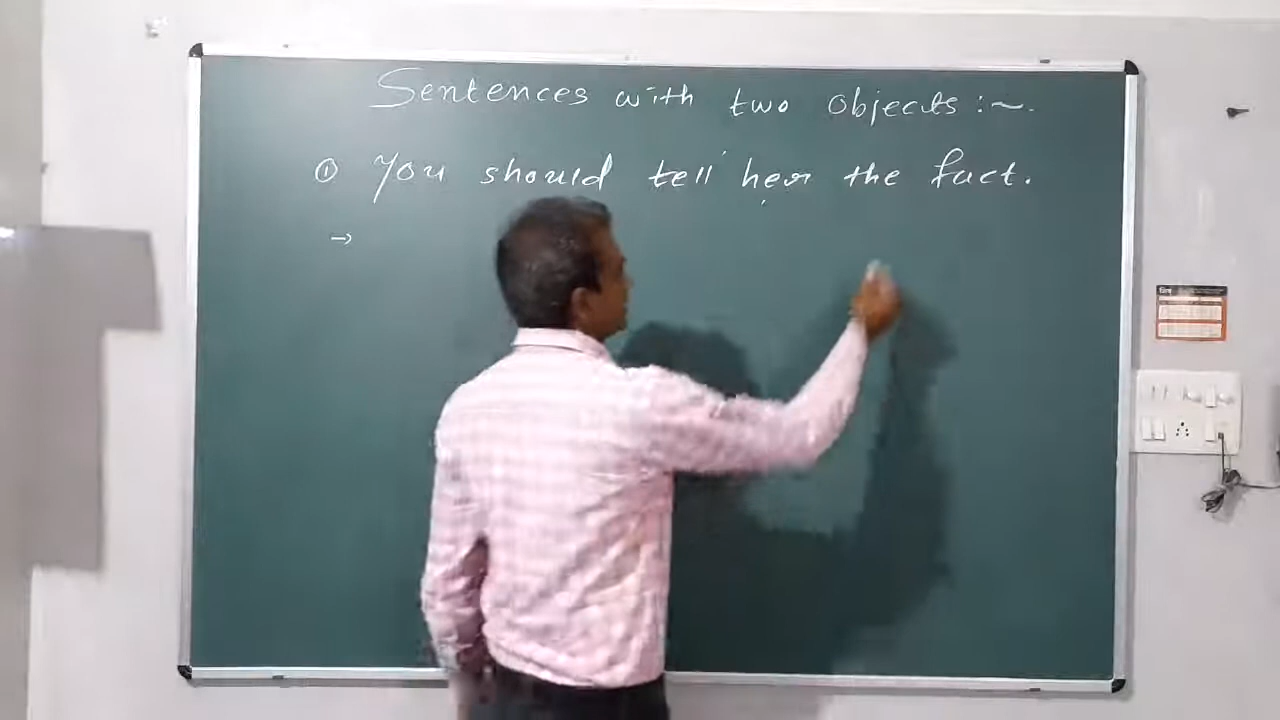 Sentences with two objects :~.
① You should tell her the fact.
→